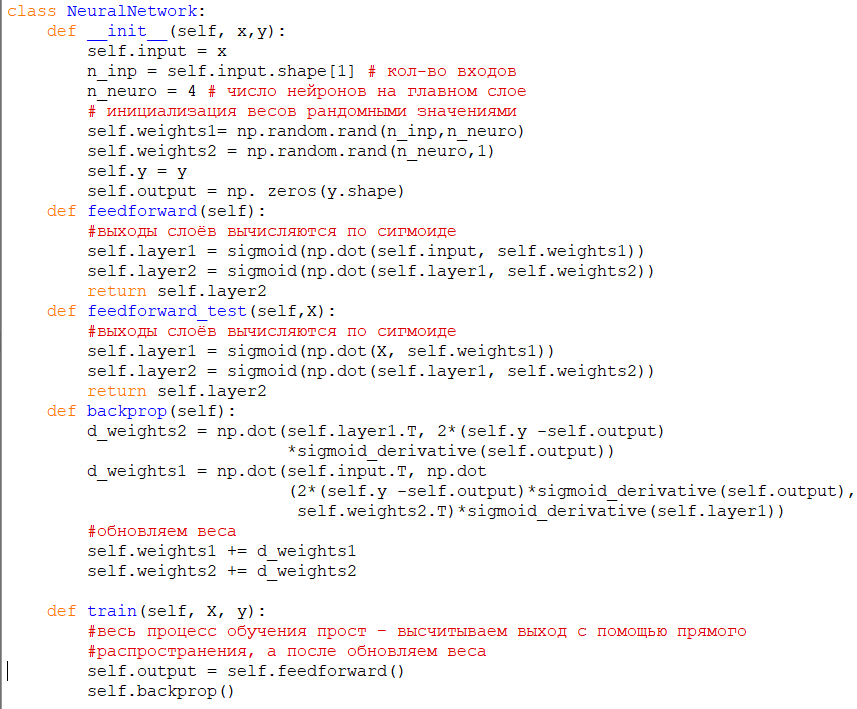 class NeuralNetwork:
    def __init__(self, x,y):
        self.input = x
        n_inp = self.input.shape[1] # кол-во входов
        n_neuro = 4 # число нейронов на главном слое
        # инициализация весов рандомными значениями
        self.weights1= np.random.rand(n_inp,n_neuro)
        self.weights2 = np.random.rand(n_neuro,1)
        self.y = y
        self.output = np. zeros(y.shape)
    def feedforward(self):
        #выходы слоёв вычисляются по сигмоиде
        self.layer1 = sigmoid(np.dot(self.input, self.weights1))
        self.layer2 = sigmoid(np.dot(self.layer1, self.weights2))
        return self.layer2
    def feedforward_test(self,X):
        #выходы слоёв вычисляются по сигмоиде
        self.layer1 = sigmoid(np.dot(X, self.weights1))
        self.layer2 = sigmoid(np.dot(self.layer1, self.weights2))
        return self.layer2
    def backprop(self):
        d_weights2 = np.dot(self.layer1.T, 2*(self.y -self.output)
                            *sigmoid_derivative(self.output))
        d_weights1 = np.dot(self.input.T, np.dot
                            (2*(self.y -self.output)*sigmoid_derivative(self.output),
                             self.weights2.T)*sigmoid_derivative(self.layer1))
        #обновляем веса
        self.weights1 += d_weights1
        self.weights2 += d_weights2
    def train(self, X, y):
        #весь процесс обучения прост – высчитываем выход с помощью прямого
        #распространения, а после обновляем веса
        self.output = self.feedforward()
        self.backprop()